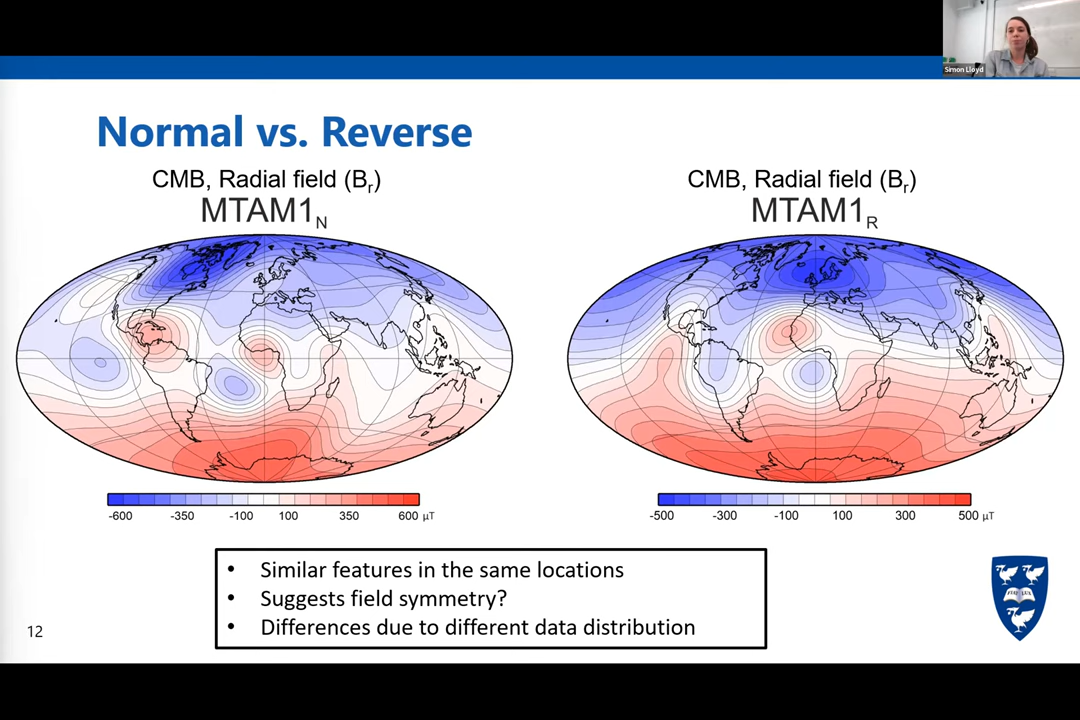 Simon Lloyd
Normal vs. Reverse
CMB, Radial field (Br)
MTAM1N
CMB, Radial field (Br)
MTAM1R
-600 -350 -100 100 350 600 μT
-500 -300 -100 100 300 500 μT
• Similar features in the same locations
• Suggests field symmetry?
• Differences due to different data distribution
12
FIAT LUX